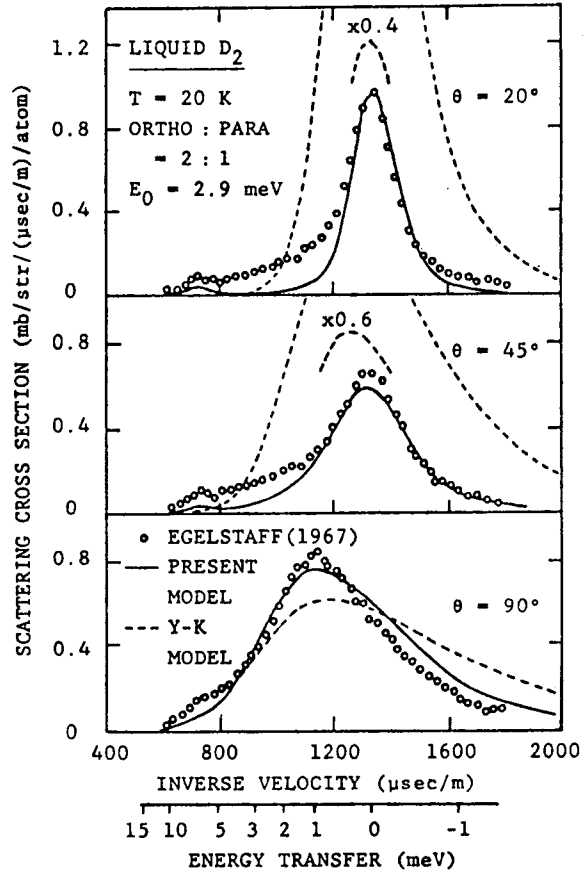 SCATTERING CROSS SECTION (mb/str/(μsec/m)/atom)
1.2
0.8
0.4
0
LIQUID D2
T = 20 K
ORTHO : PARA
= 2 : 1
E0 = 2.9 meV
x0.4
θ = 20°
0.8
0.4
0
x0.6
θ = 45°
0.8
0.4
0
EGELSTAFF(1967)
PRESENT
MODEL
Y-K
MODEL
θ = 90°
400 800 1200 1600 2000
INVERSE VELOCITY (μsec/m)
15 10 5 3 2 1 0 -1
ENERGY TRANSFER (meV)